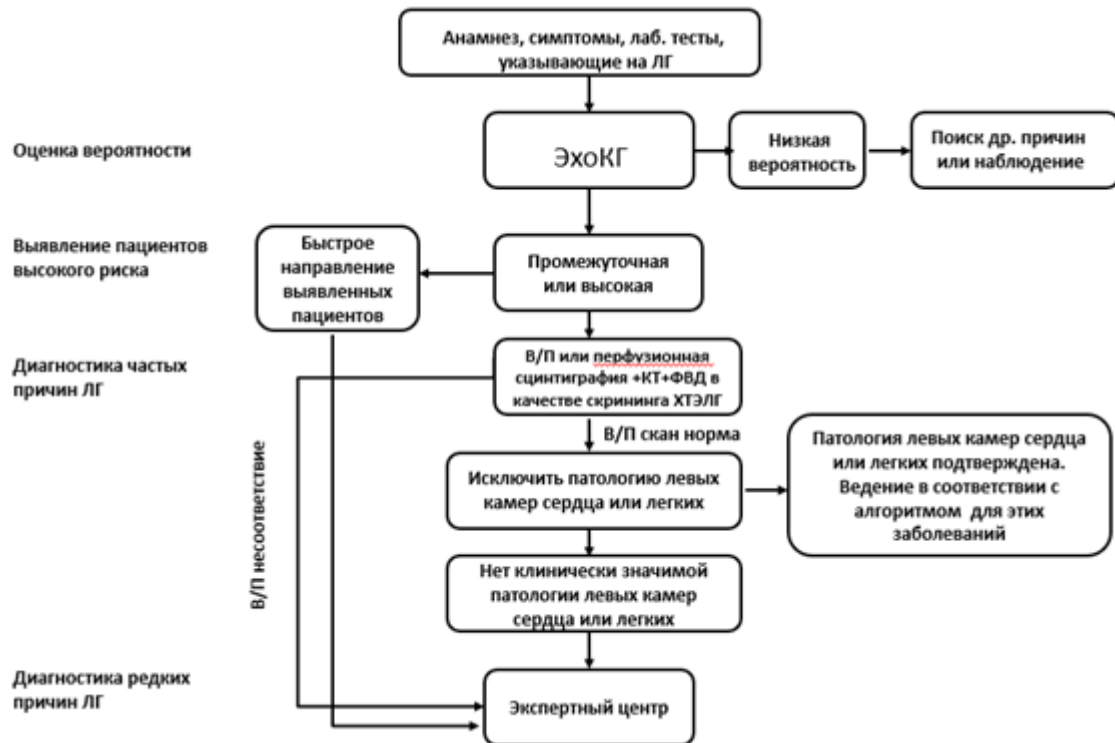 Анамнез, симптомы, лаб. тесты,
указывающие на ЛГ
Оценка вероятности
ЭхоКГ
Низкая
вероятность
Поиск др. причин
или наблюдение
Выявление пациентов
высокого риска
Быстрое
направление
выявленных
пациентов
Промежуточная
или высокая
Диагностика частых
причин ЛГ
В/П или перфузионная
сцинтиграфия +КТ+ФВД в
качестве скрининга ХТЭЛГ
В/П скан норма
Исключить патологию левых
камер сердца или легких
Патология левых камер сердца
или легких подтверждена.
Ведение в соответствии с
алгоритмом для этих
заболеваний
В/П несоответствие
Нет клинически значимой
патологии левых камер
сердца или легких
Диагностика редких
причин ЛГ
Экспертный центр